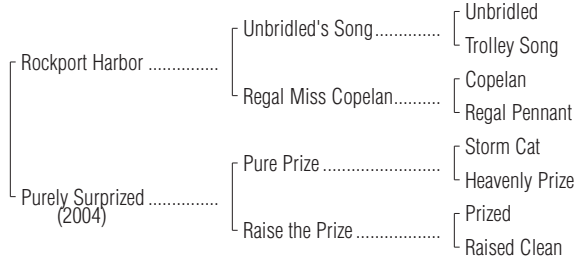 Unbridled
Unbridled's Song..............
Trolley Song
Rockport Harbor ...............
Copelan
Regal Miss Copelan..........
Regal Pennant
Storm Cat
Pure Prize .........................
Heavenly Prize
Purely Surprized ...............
(2004)
Prized
Raise the Prize ..................
Raised Clean